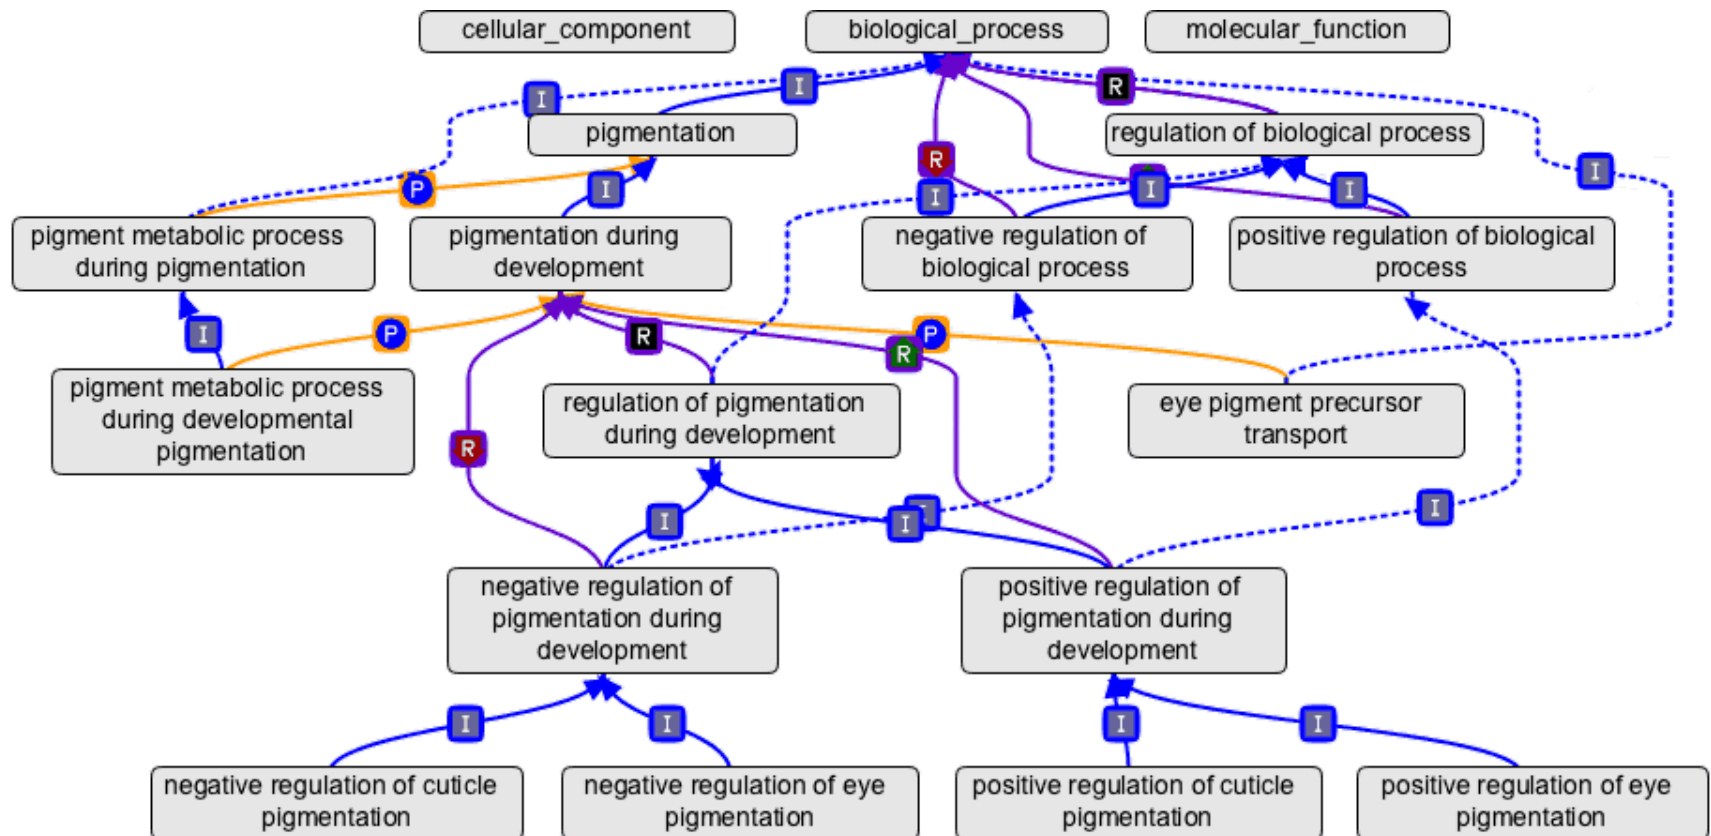 cellular_component
biological_process
molecular_function
R
I
I
pigmentation
regulation of biological process
R
I
P
I
I
I
I
pigment metabolic process
during pigmentation
pigmentation during
development
negative regulation of
biological process
positive regulation of biological
process
I
P
R
P
R
pigment metabolic process
during developmental
pigmentation
regulation of pigmentation
during development
eye pigment precursor
transport
R
I
I
I
I
negative regulation of
pigmentation during
development
positive regulation of
pigmentation during
development
I
I
I
I
negative regulation of cuticle
pigmentation
negative regulation of eye
pigmentation
positive regulation of cuticle
pigmentation
positive regulation of eye
pigmentation